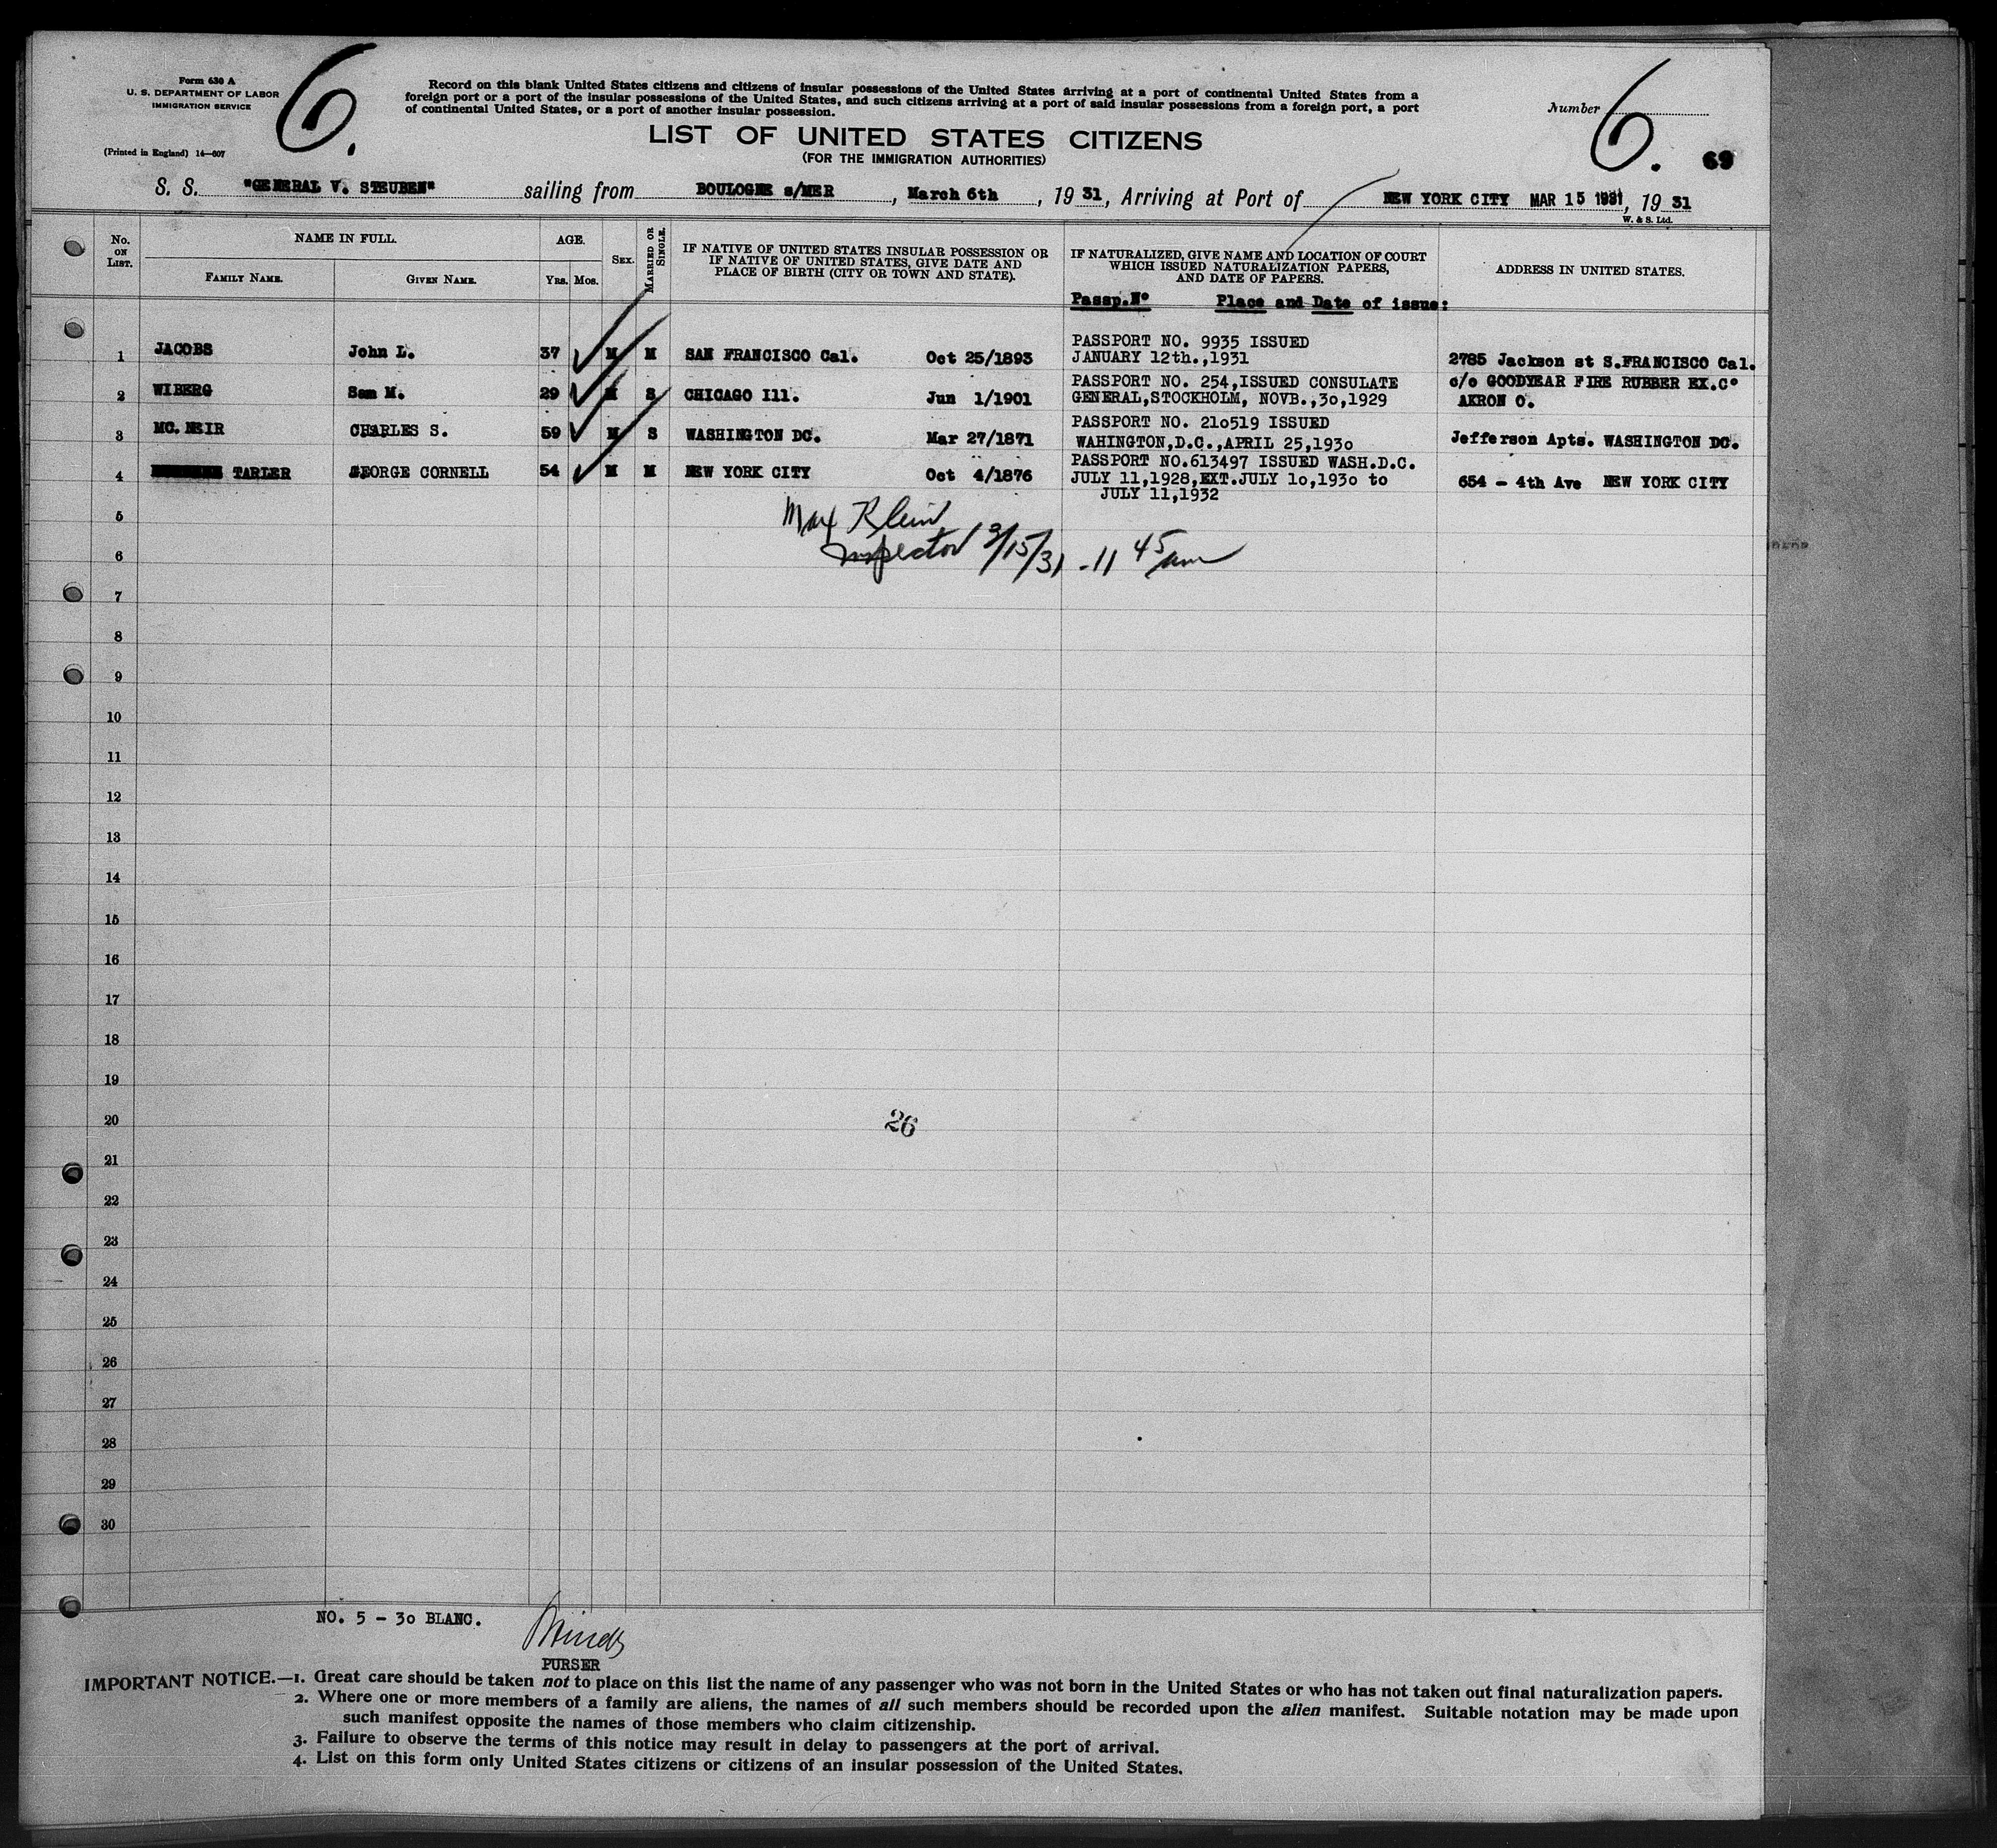 Form 630 A
U. S. DEPARTMENT OF LABOR
IMMIGRATION SERVICE
(Printed in England) 14—607
6.
Record on this blank United States citizens and citizens of insular possessions of the United States arriving at a port of continental United States from a
foreign port or a port of the insular possessions of the United States, and such citizens arriving at a port of said insular possessions from a foreign port, a port
of continental United States, or a port of another insular possession.
Number 6.
69
LIST OF UNITED STATES CITIZENS
(FOR THE IMMIGRATION AUTHORITIES)
S. S. "GENERAL V. STEUBEN" sailing from BOULOGNE s/MER, March 6th, 19 31, Arriving at Port of NEW YORK CITY MAR 15 1931, 19 31
W. & S. Ltd.
No. ON LIST. NAME IN FULL. AGE. SEX. MARRIED OR SINGLE. IF NATIVE OF UNITED STATES INSULAR POSSESSION OR IF NATIVE OF UNITED STATES, GIVE DATE AND PLACE OF BIRTH (CITY OR TOWN AND STATE). IF NATURALIZED, GIVE NAME AND LOCATION OF COURT WHICH ISSUED NATURALIZATION PAPERS, AND DATE OF PAPERS. ADDRESS IN UNITED STATES.
FAMILY NAME. GIVEN NAME. YRS. MOS.
Passp.Nº Place and Date of issue:
1 JACOBS John L. 37 M M SAN FRANCISCO Cal. Oct 25/1893 PASSPORT NO. 9935 ISSUED JANUARY 12th.,1931 2785 Jackson st S.FRANCISCO Cal.
2 WIBERG Sam M. 29 M S CHICAGO Ill. Jun 1/1901 PASSPORT NO. 254,ISSUED CONSULATE GENERAL,STOCKHOLM, NOVB.,3o,1929 c/o GOODYEAR FIRE RUBBER EX.Cº AKRON O.
3 MC. NEIR CHARLES S. 59 M S WASHINGTON DC. Mar 27/1871 PASSPORT NO. 21o519 ISSUED WAHINGTON,D.C.,APRIL 25,193o Jefferson Apts. WASHINGTON DC.
4 TARLER GEORGE CORNELL 54 M M NEW YORK CITY Oct 4/1876 PASSPORT NO.613497 ISSUED WASH.D.C. JULY 11,1928,EXT.JULY 1o,193o to JULY 11,1932 654 - 4th Ave NEW YORK CITY
5
Max Klein
Inspector 3/15/31 - 11 45 am
6
7
8
9
10
11
12
13
14
15
16
17
18
19
20
26
21
22
23
24
25
26
27
28
29
30
NO. 5 - 3o BLANC.
PURSER
IMPORTANT NOTICE.—1. Great care should be taken not to place on this list the name of any passenger who was not born in the United States or who has not taken out final naturalization papers.
2. Where one or more members of a family are aliens, the names of all such members should be recorded upon the alien manifest. Suitable notation may be made upon
such manifest opposite the names of those members who claim citizenship.
3. Failure to observe the terms of this notice may result in delay to passengers at the port of arrival.
4. List on this form only United States citizens or citizens of an insular possession of the United States.